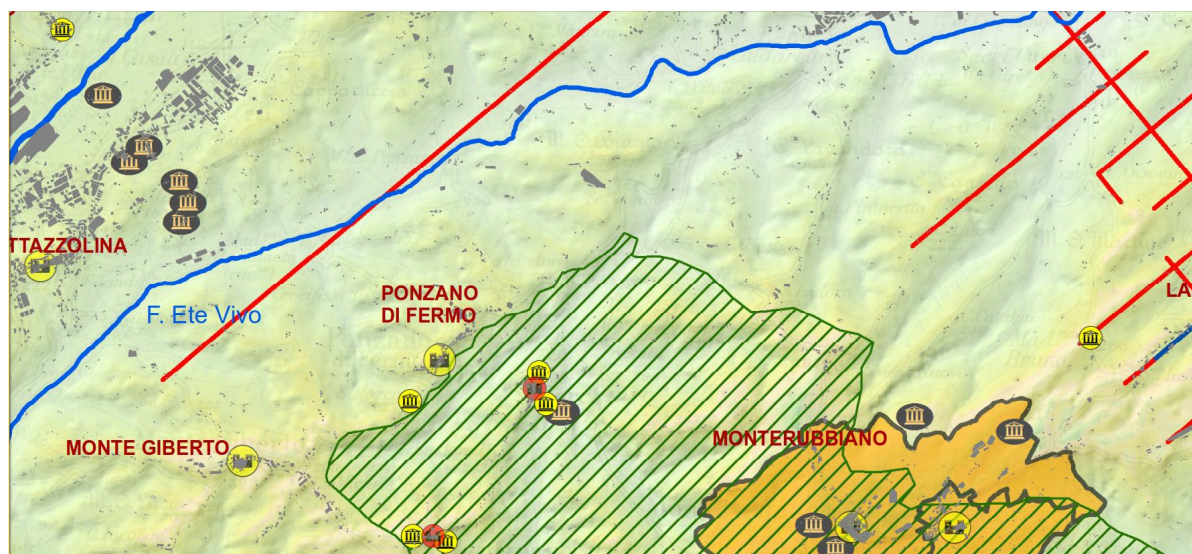 TTAZZOLINA
F. Ete Vivo
PONZANO
DI FERMO
LA
MONTE GIBERTO
MONTERUBBIANO